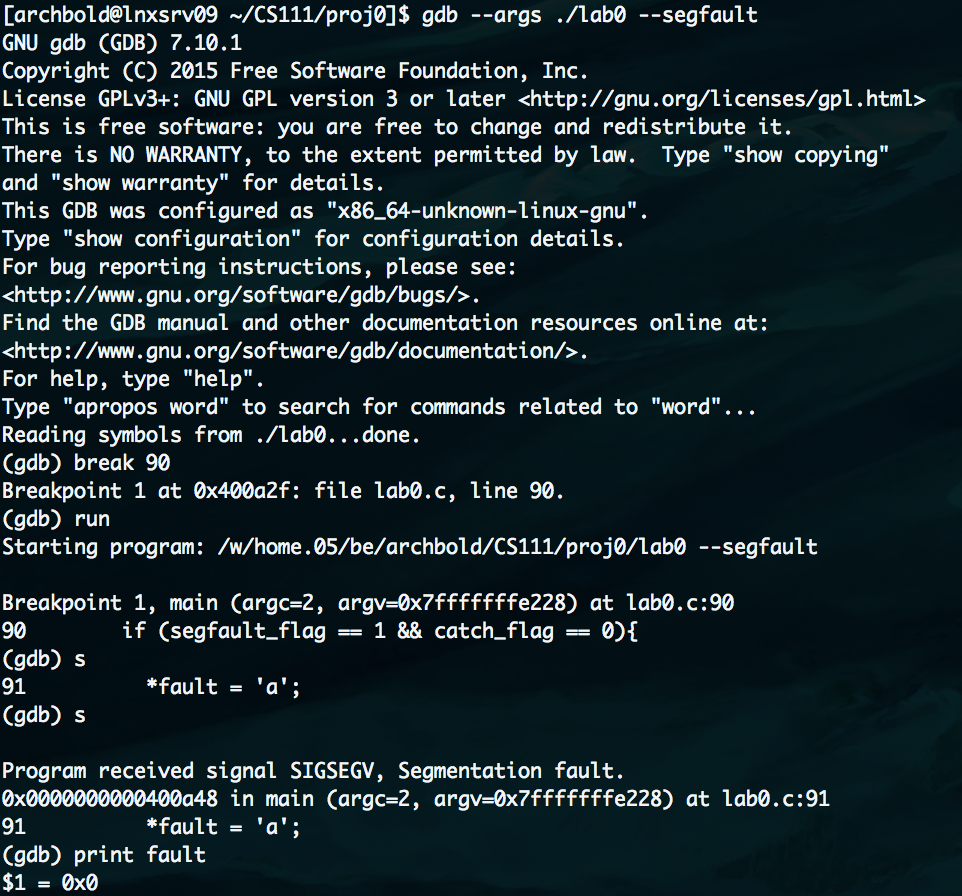 [archbold@lnxsrv09 ~/CS111/proj0]$ gdb --args ./lab0 --segfault
GNU gdb (GDB) 7.10.1
Copyright (C) 2015 Free Software Foundation, Inc.
License GPLv3+: GNU GPL version 3 or later <http://gnu.org/licenses/gpl.html>
This is free software: you are free to change and redistribute it.
There is NO WARRANTY, to the extent permitted by law.  Type "show copying"
and "show warranty" for details.
This GDB was configured as "x86_64-unknown-linux-gnu".
Type "show configuration" for configuration details.
For bug reporting instructions, please see:
<http://www.gnu.org/software/gdb/bugs/>.
Find the GDB manual and other documentation resources online at:
<http://www.gnu.org/software/gdb/documentation/>.
For help, type "help".
Type "apropos word" to search for commands related to "word"...
Reading symbols from ./lab0...done.
(gdb) break 90
Breakpoint 1 at 0x400a2f: file lab0.c, line 90.
(gdb) run
Starting program: /w/home.05/be/archbold/CS111/proj0/lab0 --segfault

Breakpoint 1, main (argc=2, argv=0x7fffffffe228) at lab0.c:90
90        if (segfault_flag == 1 && catch_flag == 0){
(gdb) s
91          *fault = 'a';
(gdb) s

Program received signal SIGSEGV, Segmentation fault.
0x0000000000400a48 in main (argc=2, argv=0x7fffffffe228) at lab0.c:91
91          *fault = 'a';
(gdb) print fault
$1 = 0x0